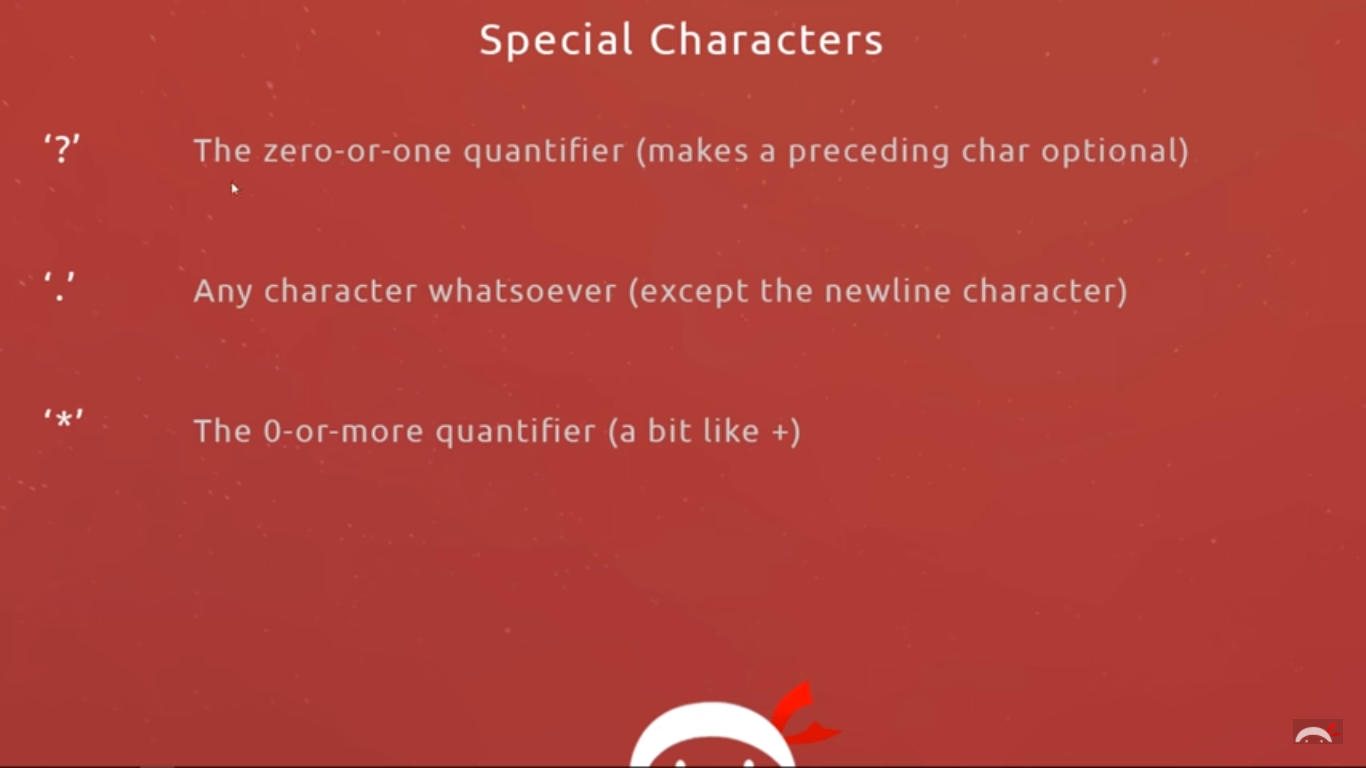 Special Characters
‘?’ The zero-or-one quantifier (makes a preceding char optional)
‘.’ Any character whatsoever (except the newline character)
‘*’ The 0-or-more quantifier (a bit like +)